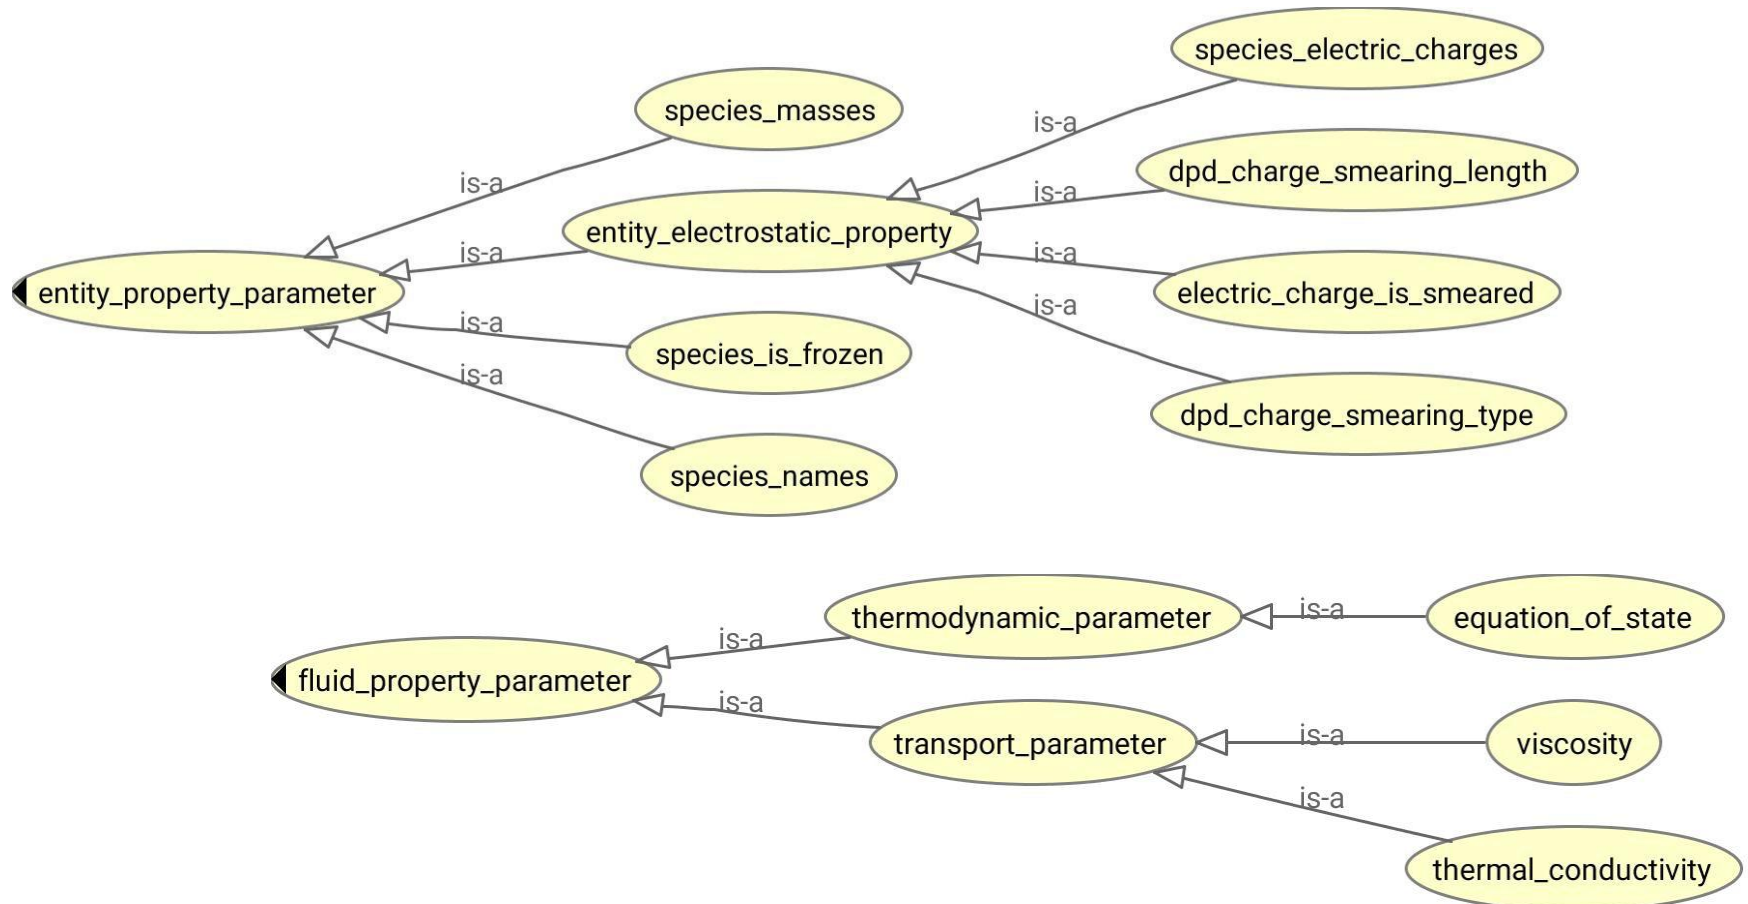 species_electric_charges
species_masses
is-a
dpd_charge_smearing_length
is-a
is-a
entity_electrostatic_property
is-a
is-a
entity_property_parameter
electric_charge_is_smeared
is-a
is-a
species_is_frozen
is-a
dpd_charge_smearing_type
species_names
thermodynamic_parameter
is-a
equation_of_state
is-a
fluid_property_parameter
is-a
transport_parameter
is-a
viscosity
is-a
thermal_conductivity